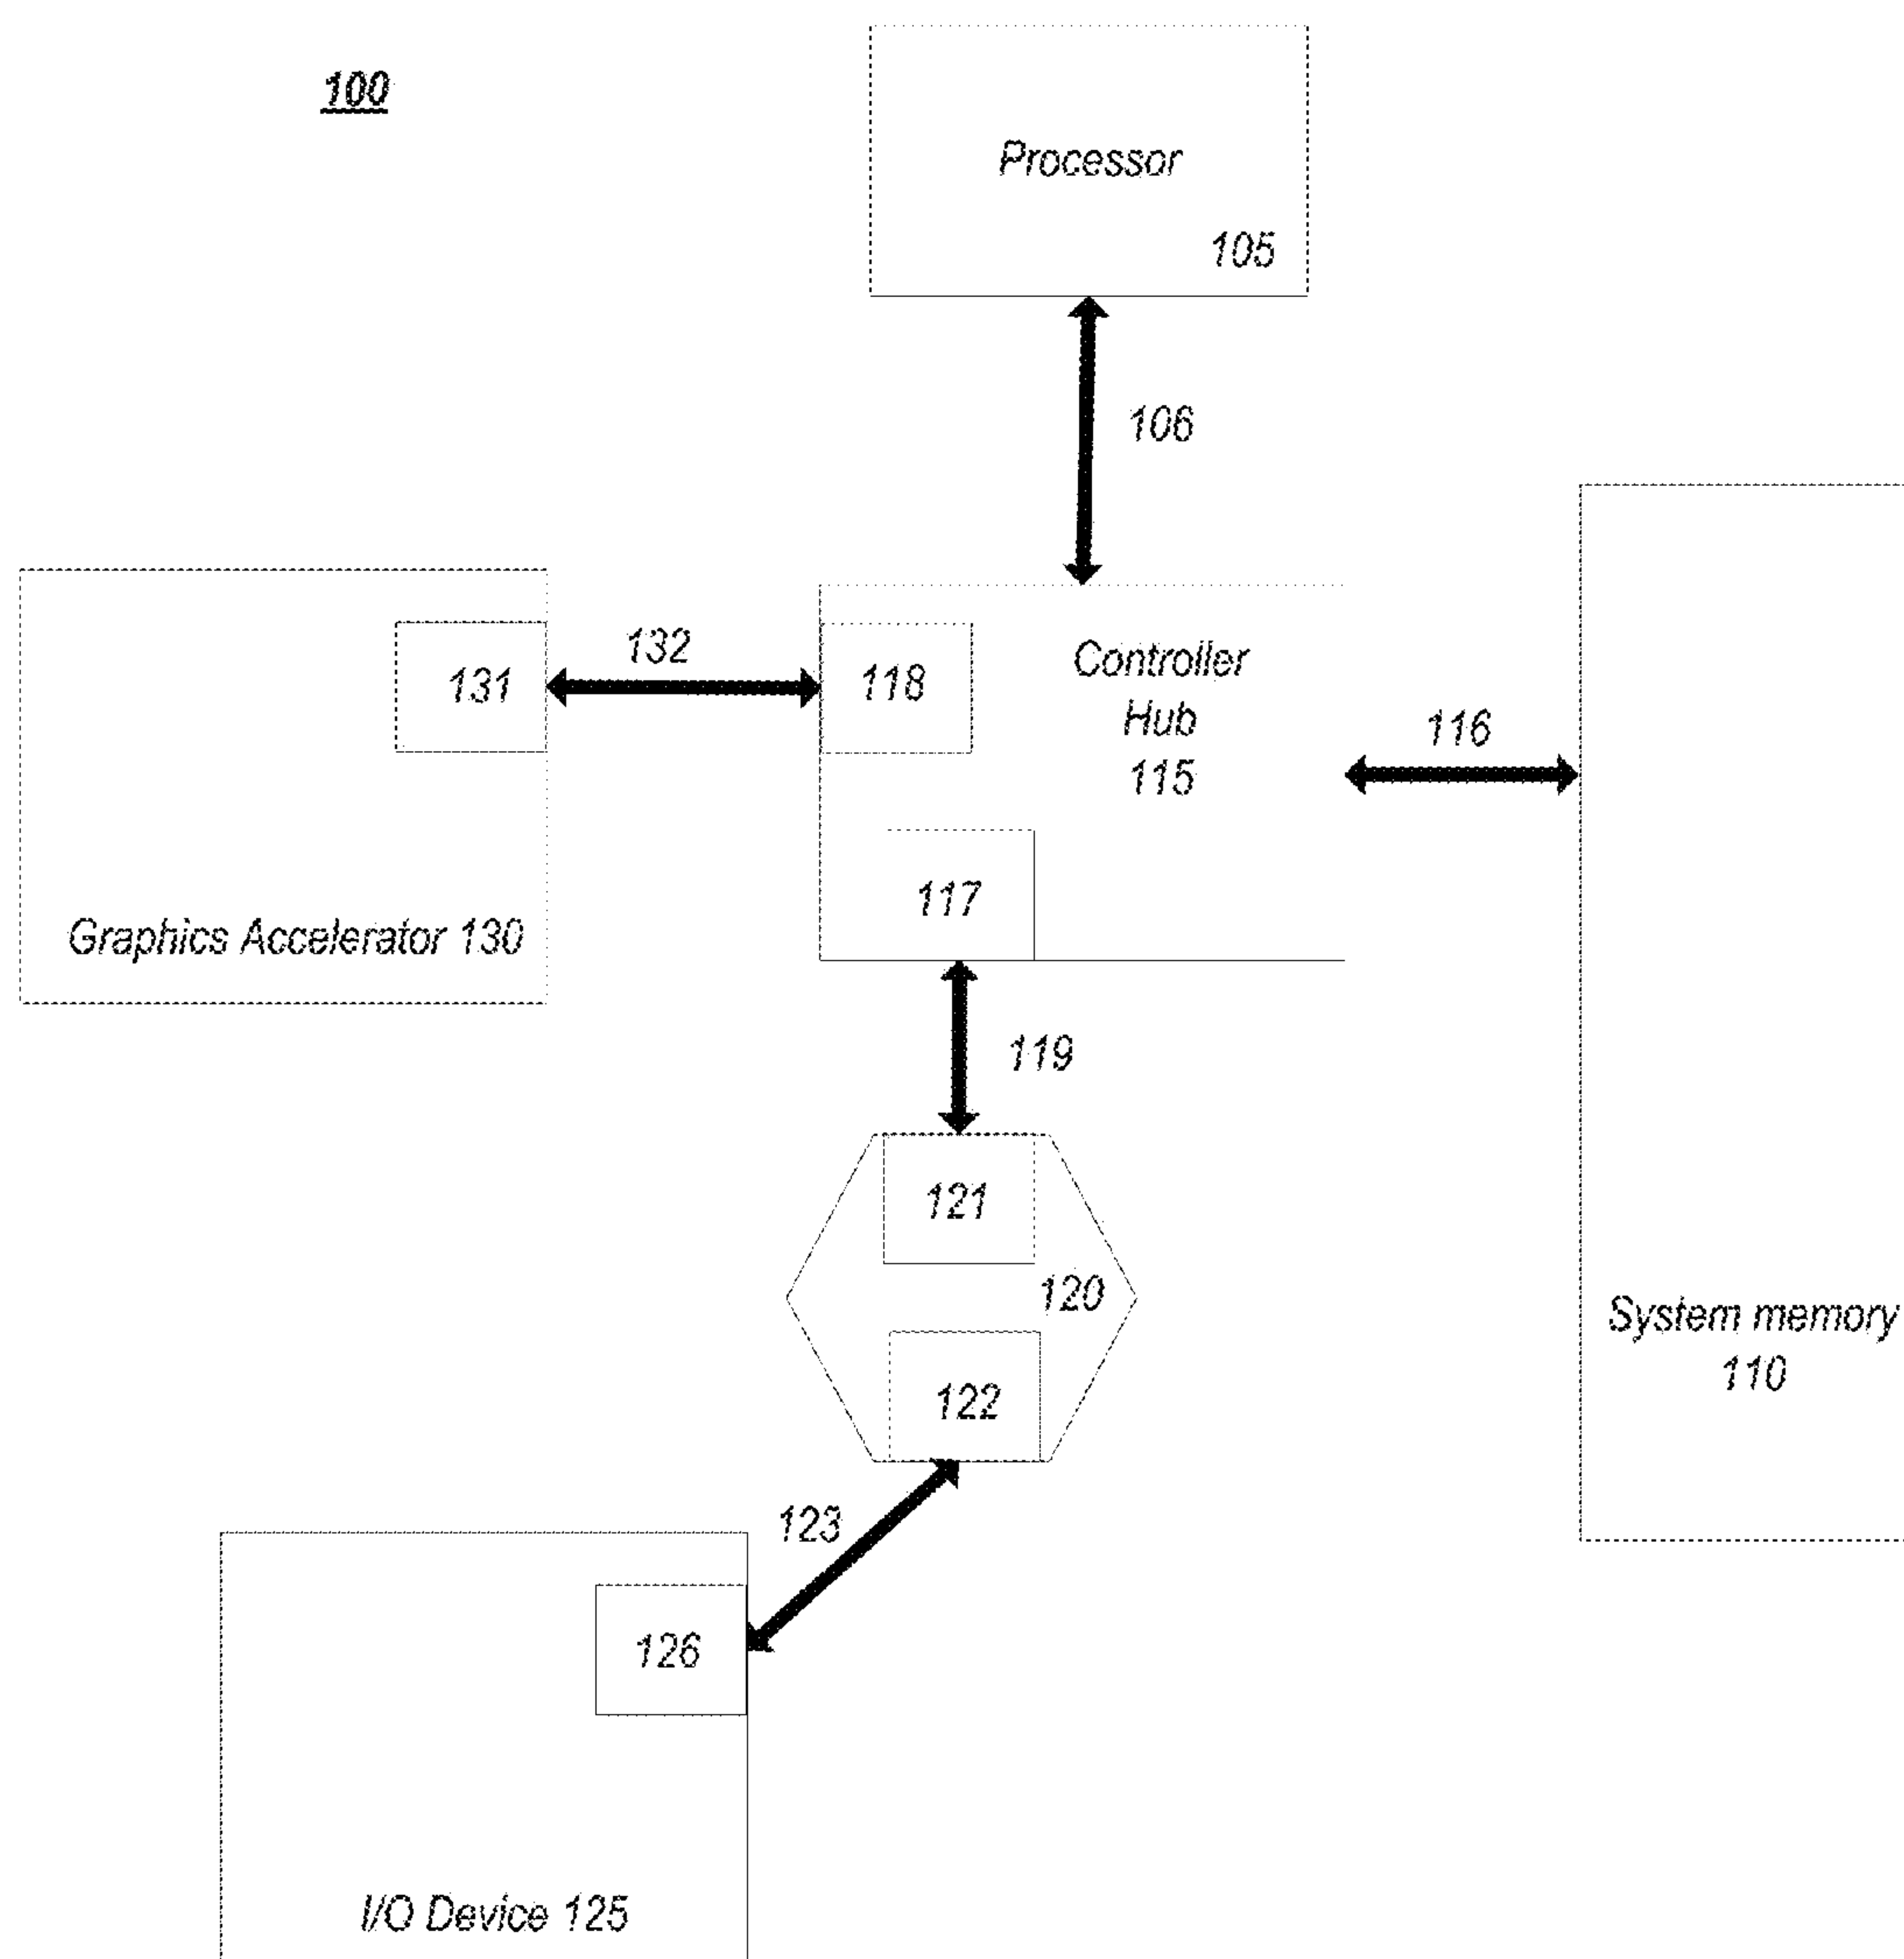 100
Processor
105
106
131
132
118
Controller
Hub
115
116
117
Graphics Accelerator 130
119
121
120
System memory
110
122
123
126
I/O Device 125